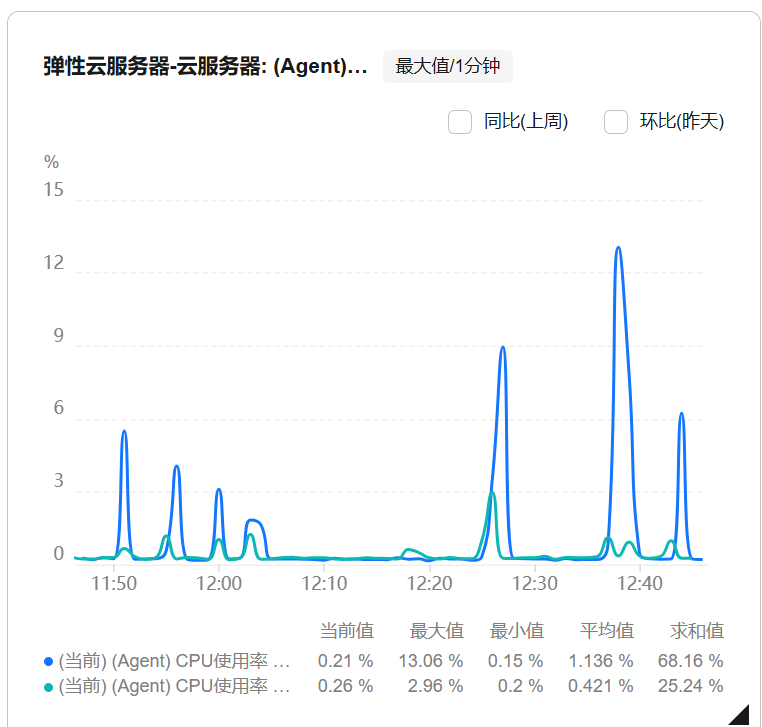 弹性云服务器-云服务器: (Agent)… 最大值/1分钟
同比(上周) 环比(昨天)
%
15
12
9
6
3
0
11:50 12:00 12:10 12:20 12:30 12:40
当前值 最大值 最小值 平均值 求和值
(当前) (Agent) CPU使用率 … 0.21 % 13.06 % 0.15 % 1.136 % 68.16 %
(当前) (Agent) CPU使用率 … 0.26 % 2.96 % 0.2 % 0.421 % 25.24 %